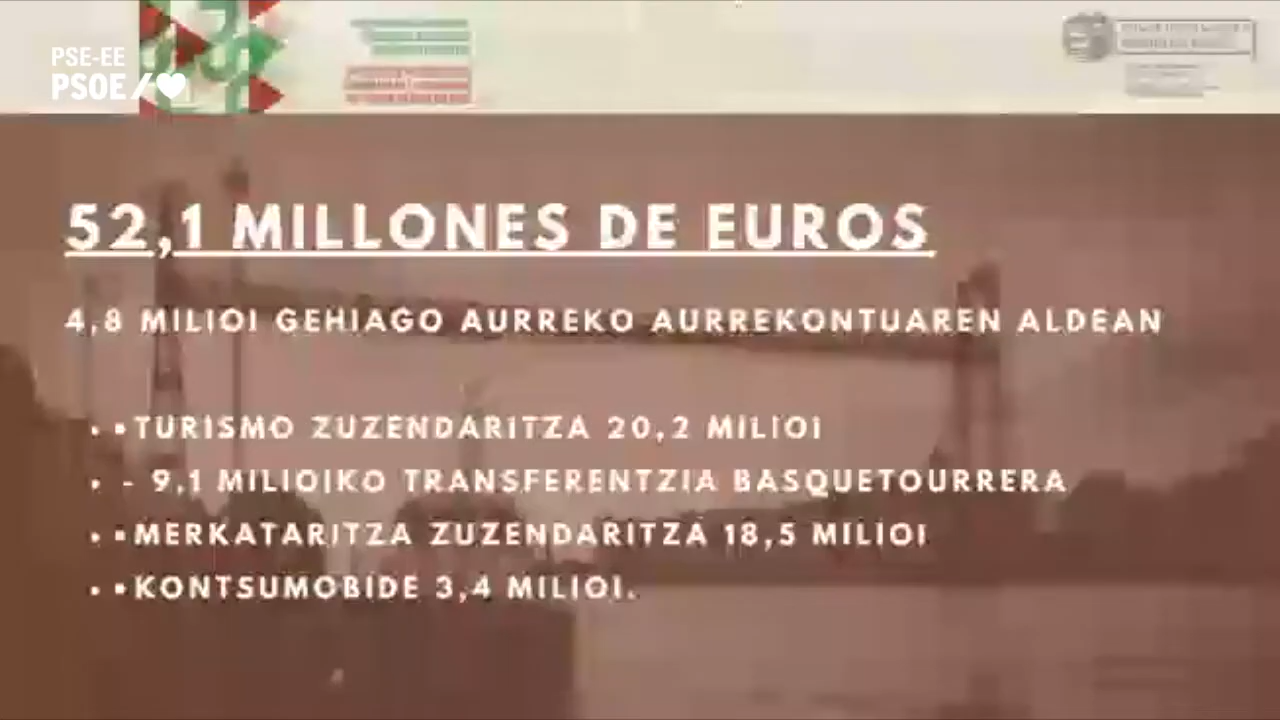 PSE-EE
PSOE
52,1 MILLONES DE EUROS
4,8 MILIOI GEHIAGO AURREKO AURREKONTUAREN ALDEAN
• ▪TURISMO ZUZENDARITZA 20,2 MILIOI
• - 9,1 MILIOIKO TRANSFERENTZIA BASQUETOURRERA
• ▪MERKATARITZA ZUZENDARITZA 18,5 MILIOI
• ▪KONTSUMOBIDE 3,4 MILIOI.